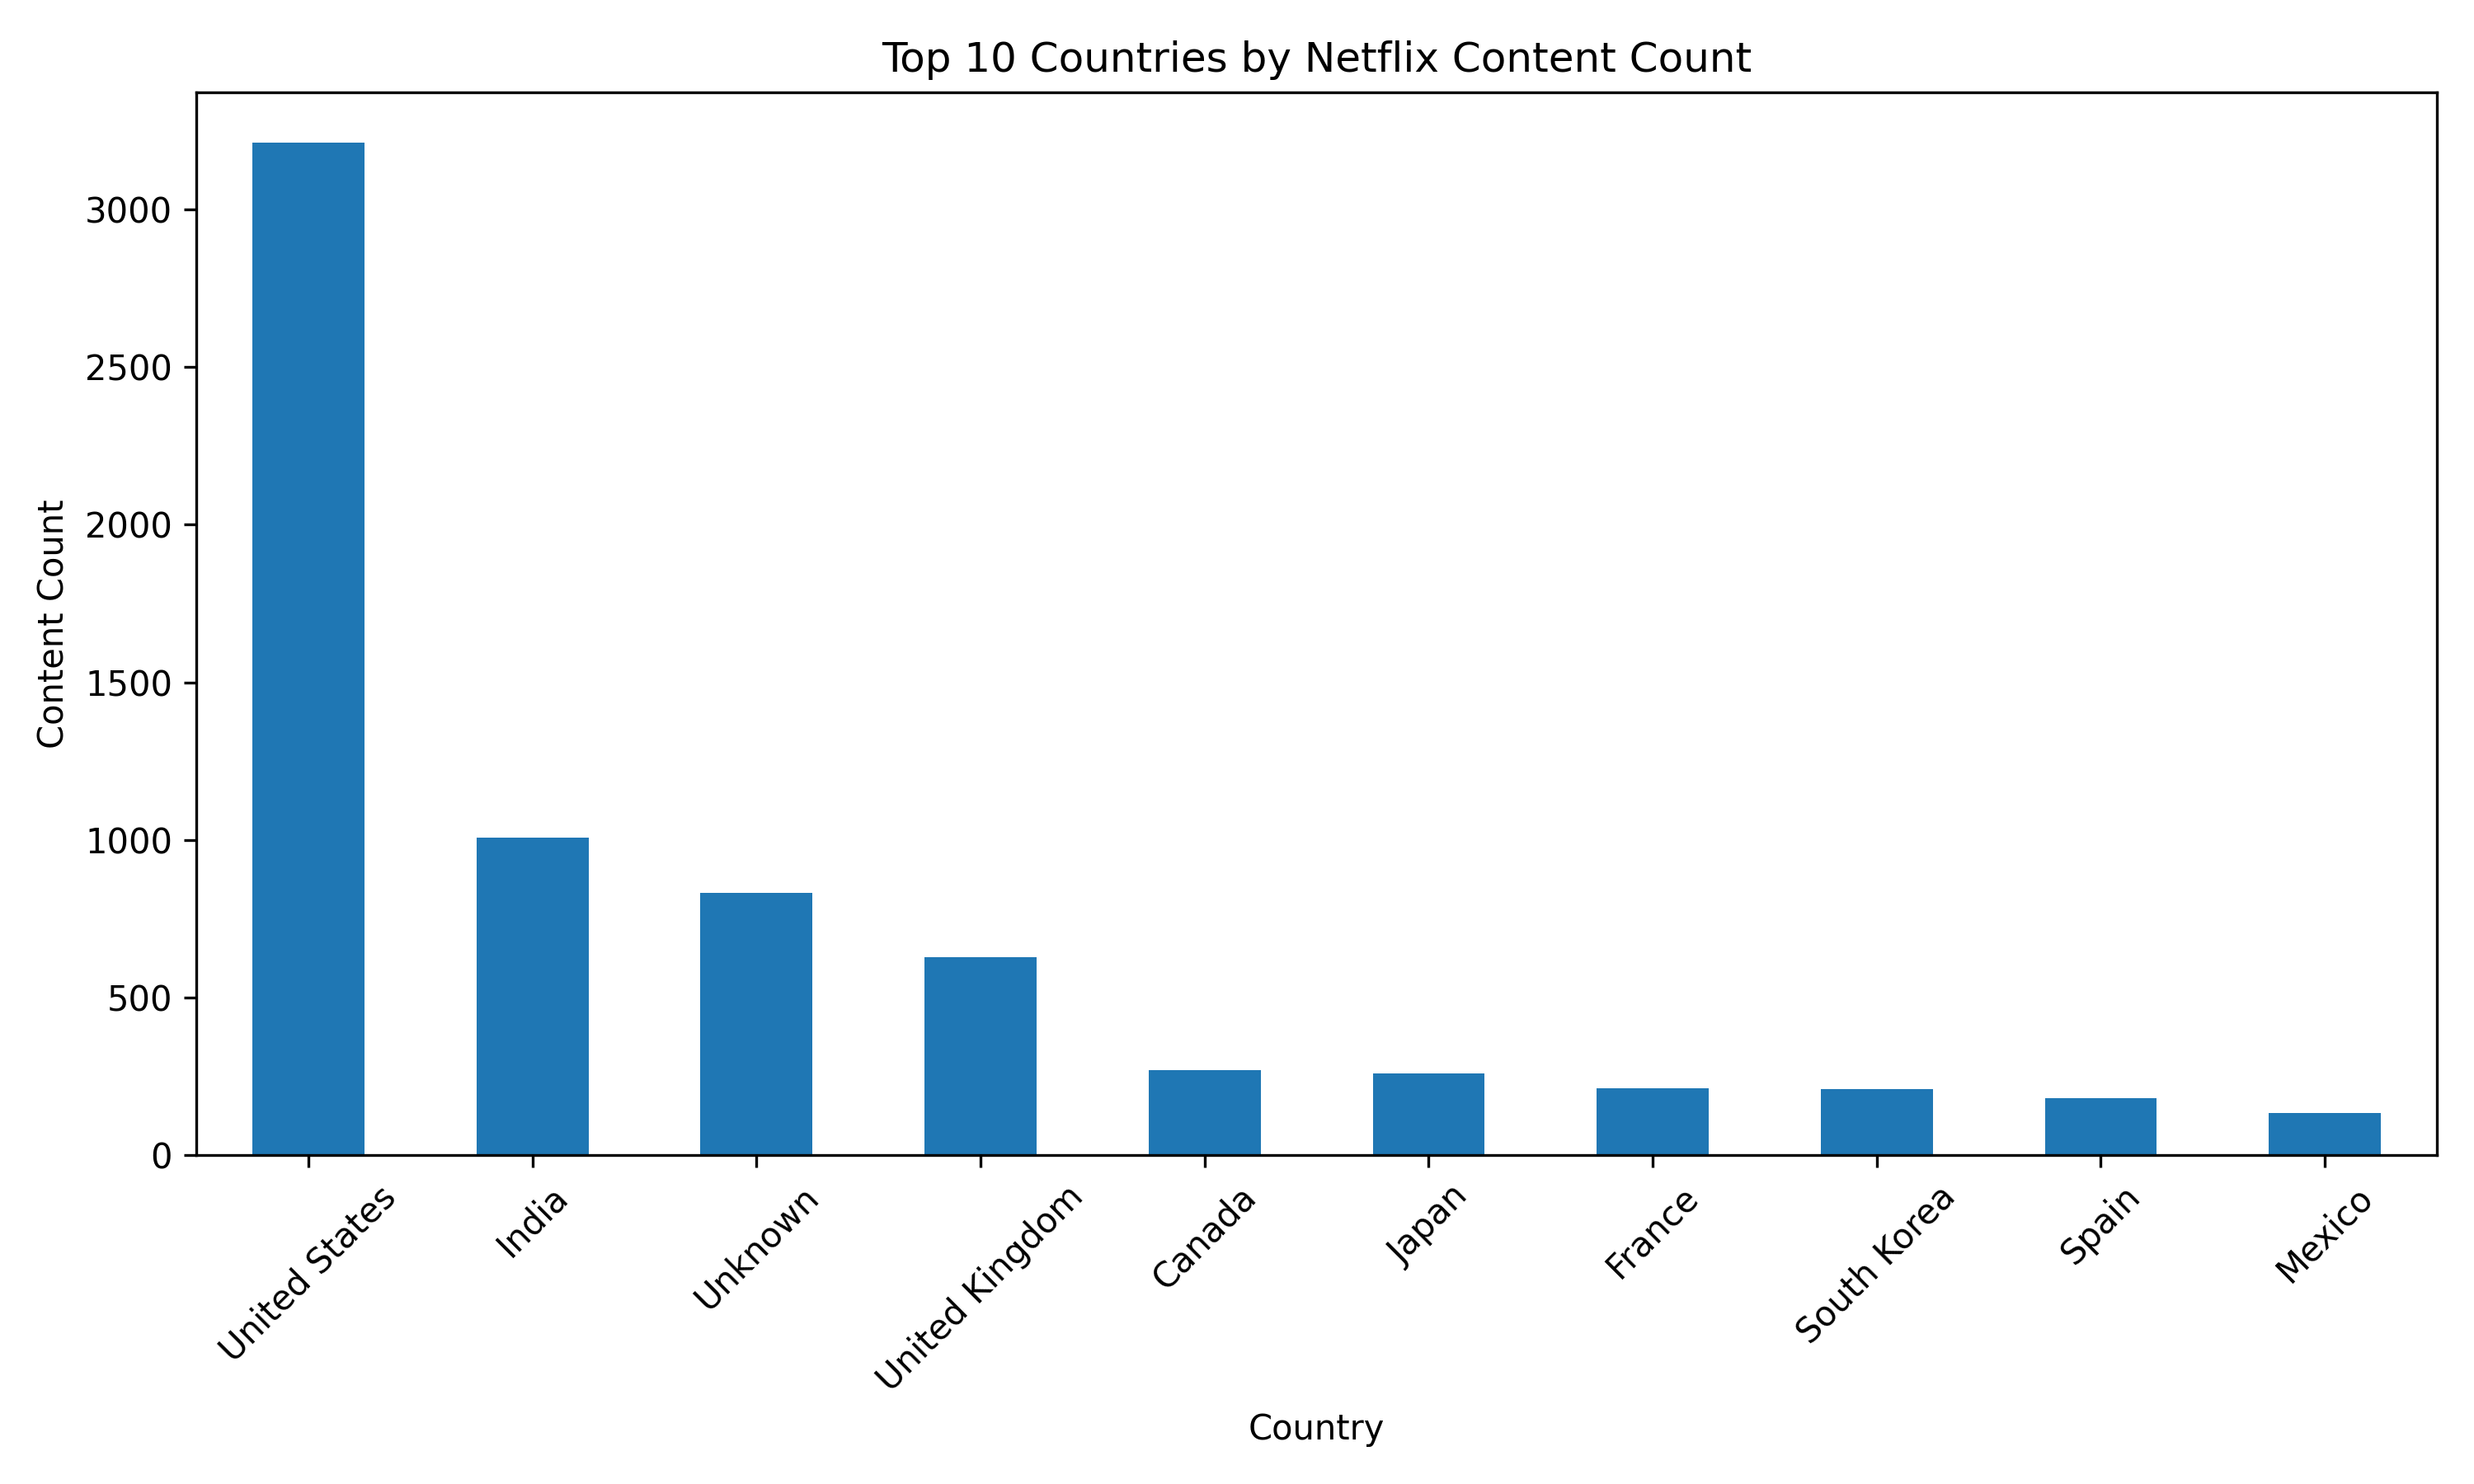 Top 10 Countries by Netflix Content Count
Content Count
3000
2500
2000
1500
1000
500
0
United States
India
Unknown
United Kingdom
Canada
Japan
France
South Korea
Spain
Mexico
Country